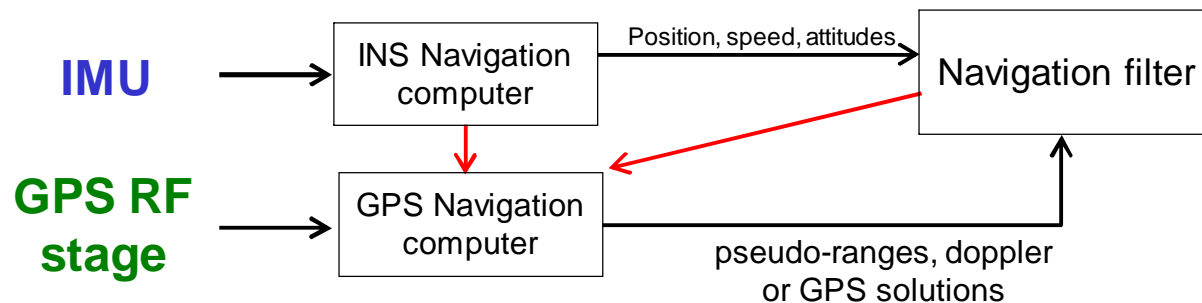 IMU
INS Navigation
computer
Position, speed, attitudes
Navigation filter
GPS RF
stage
GPS Navigation
computer
pseudo-ranges, doppler
or GPS solutions